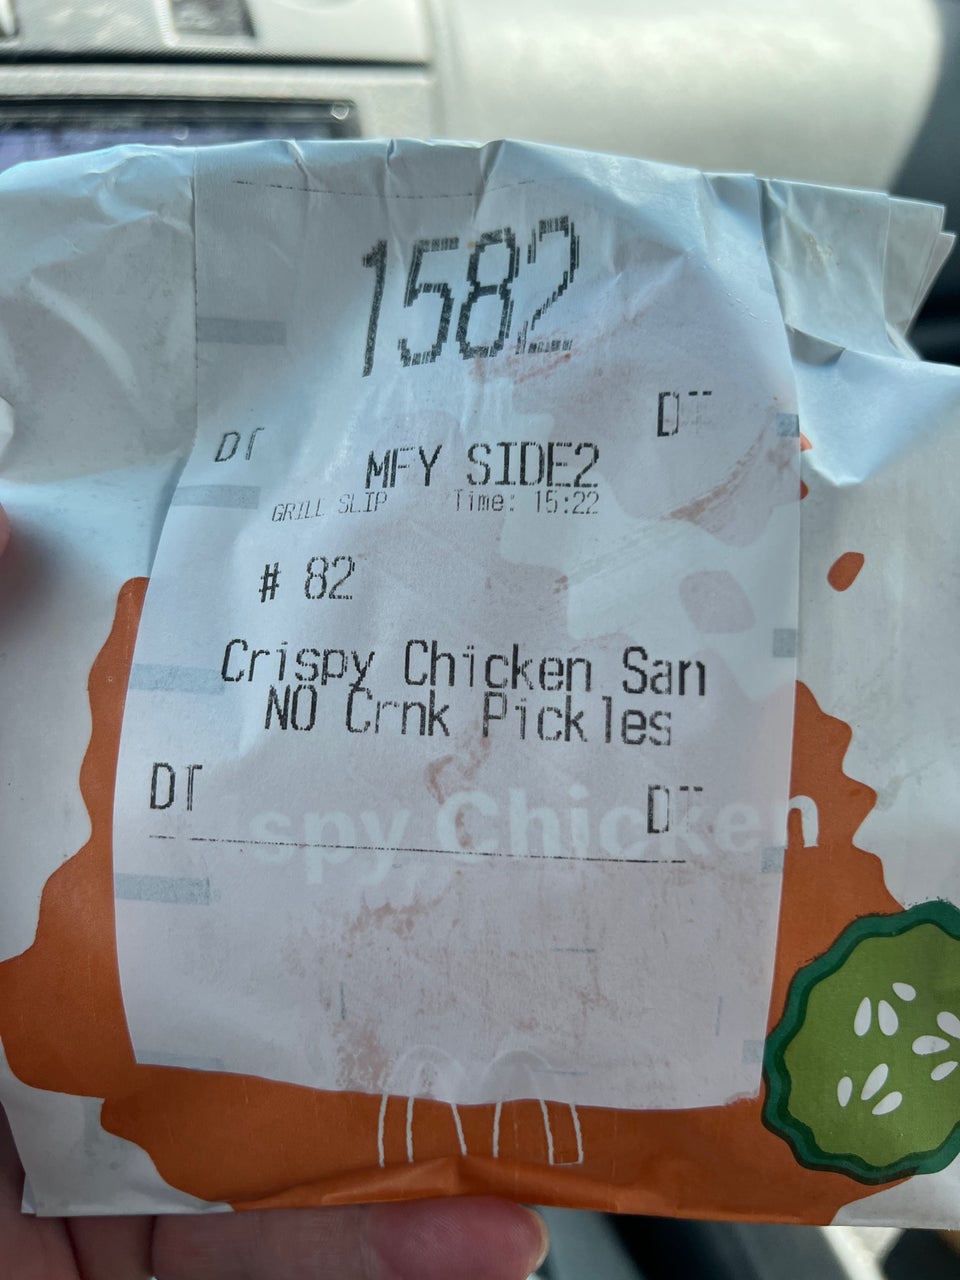 1582
DT
DT
MFY SIDE2
GRILL SLIP Time: 15:22
# 82
Crispy Chicken San
NO Crnk Pickles
DT DT
spy Chicken